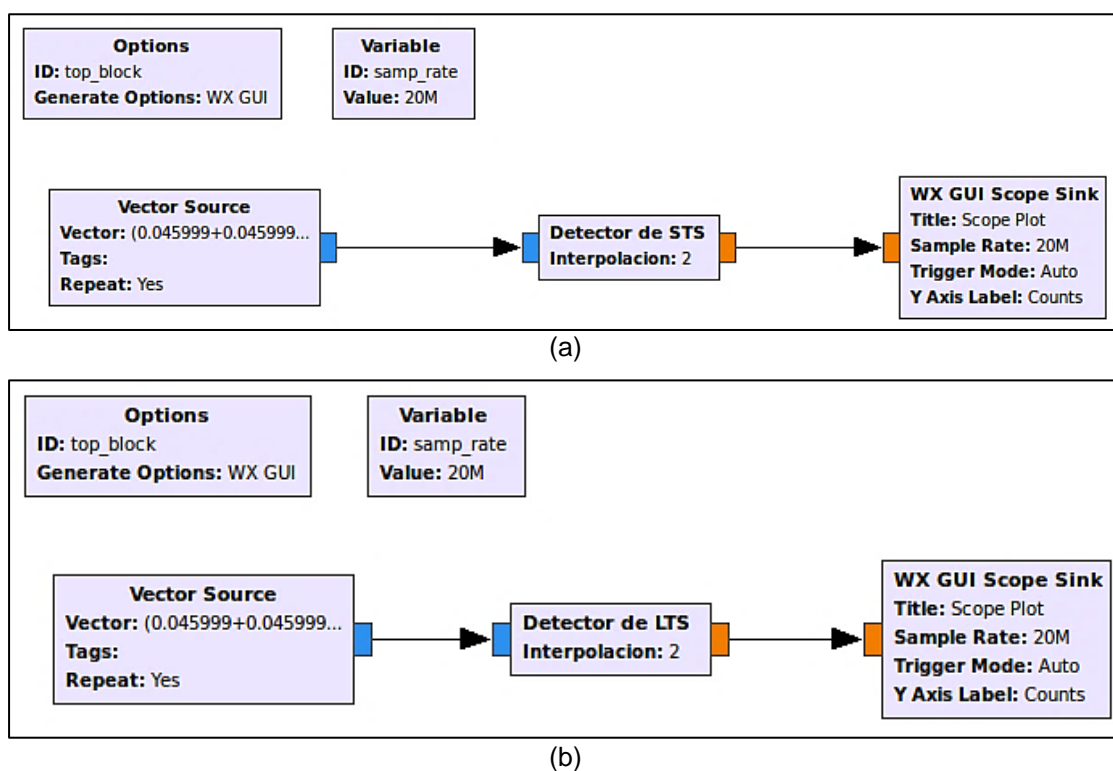 Options
ID: top_block
Generate Options: WX GUI
Variable
ID: samp_rate
Value: 20M
Vector Source
Vector: (0.045999+0.045999...
Tags:
Repeat: Yes
Detector de STS
Interpolacion: 2
WX GUI Scope Sink
Title: Scope Plot
Sample Rate: 20M
Trigger Mode: Auto
Y Axis Label: Counts
(a)
Options
ID: top_block
Generate Options: WX GUI
Variable
ID: samp_rate
Value: 20M
Vector Source
Vector: (0.045999+0.045999...
Tags:
Repeat: Yes
Detector de LTS
Interpolacion: 2
WX GUI Scope Sink
Title: Scope Plot
Sample Rate: 20M
Trigger Mode: Auto
Y Axis Label: Counts
(b)